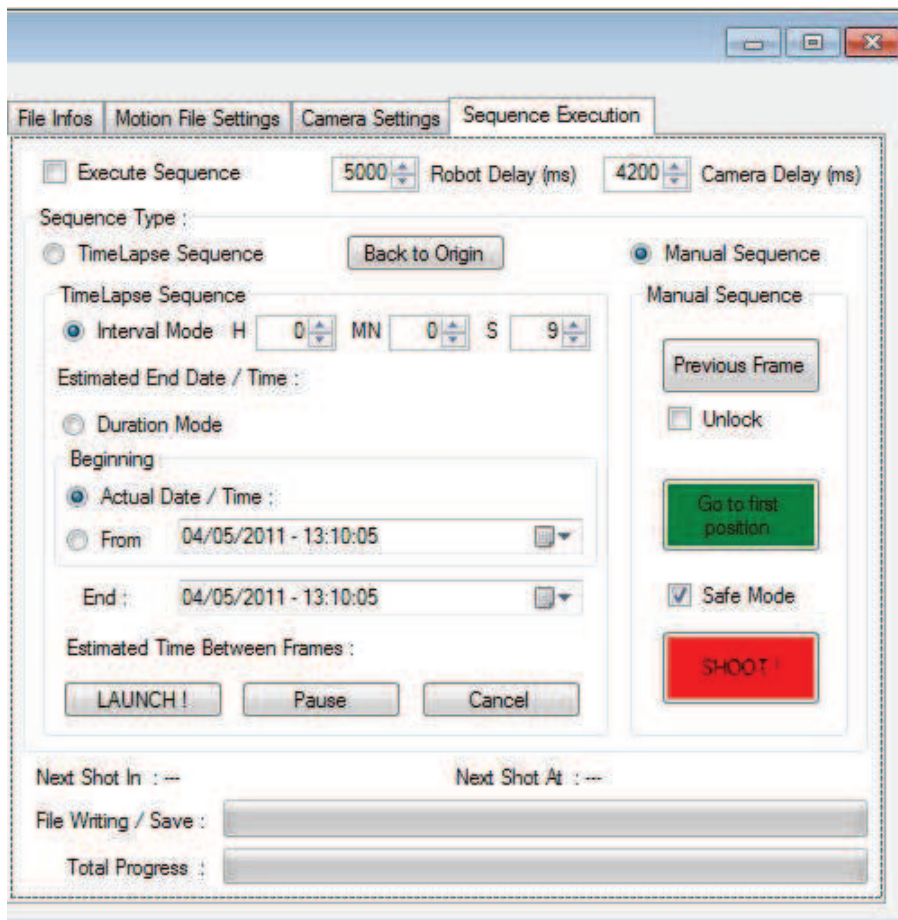 File Infos Motion File Settings Camera Settings Sequence Execution
Execute Sequence 5000 Robot Delay (ms) 4200 Camera Delay (ms)
Sequence Type :
TimeLapse Sequence Back to Origin Manual Sequence
TimeLapse Sequence Manual Sequence
Interval Mode H 0 MN 0 S 9
Previous Frame
Estimated End Date / Time :
Duration Mode Unlock
Beginning
Actual Date / Time :
Go to first
position
From 04/05/2011 - 13:10:05
End : 04/05/2011 - 13:10:05 Safe Mode
Estimated Time Between Frames :
SHOOT !
LAUNCH ! Pause Cancel
Next Shot In : --- Next Shot At : ---
File Writing / Save :
Total Progress :